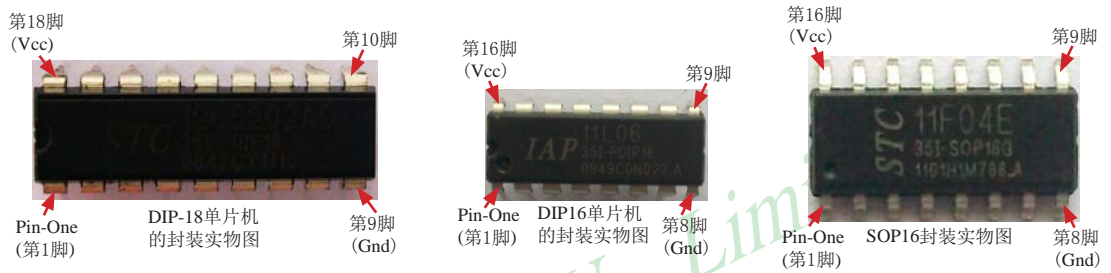 第18脚
(Vcc)
第10脚
STC
35I-PDIP18
Pin-One
(第1脚)
DIP-18单片机
的封装实物图
第9脚
(Gnd)
第16脚
(Vcc)
第9脚
IAP
11L06
35I-PDIP16
0949C0N029.A
Pin-One
(第1脚)
DIP16单片机
的封装实物图
第8脚
(Gnd)
第16脚
(Vcc)
第9脚
STC
11F04E
35I-SOP16G
1101H1M788.A
Pin-One
(第1脚)
SOP16封装实物图
第8脚
(Gnd)
Limi